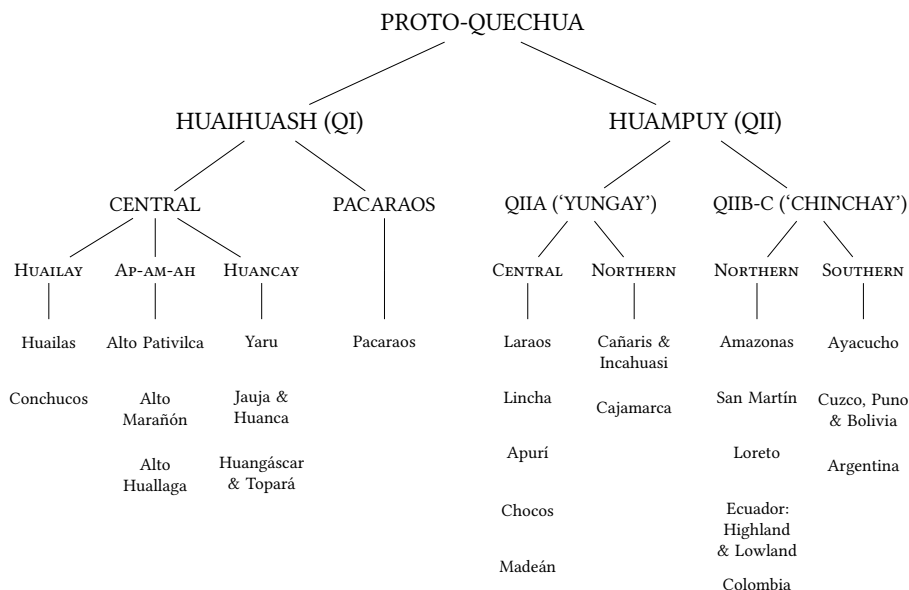 PROTO-QUECHUA
HUAIHUASH (QI)
HUAMPUY (QII)
CENTRAL
PACARAOS
QIIA (‘YUNGAY’)
QIIB-C (‘CHINCHAY’)
Huailay
Ap-am-ah
Huancay
Central
Northern
Northern
Southern
Huailas
Alto Pativilca
Yaru
Pacaraos
Laraos
Cañaris &
Incahuasi
Amazonas
Ayacucho
Conchucos
Alto
Marañón
Jauja &
Huanca
Lincha
Cajamarca
San Martín
Cuzco, Puno
& Bolivia
Alto
Huallaga
Huangáscar
& Topará
Apurí
Loreto
Argentina
Chocos
Ecuador:
Highland
& Lowland
Madeán
Colombia